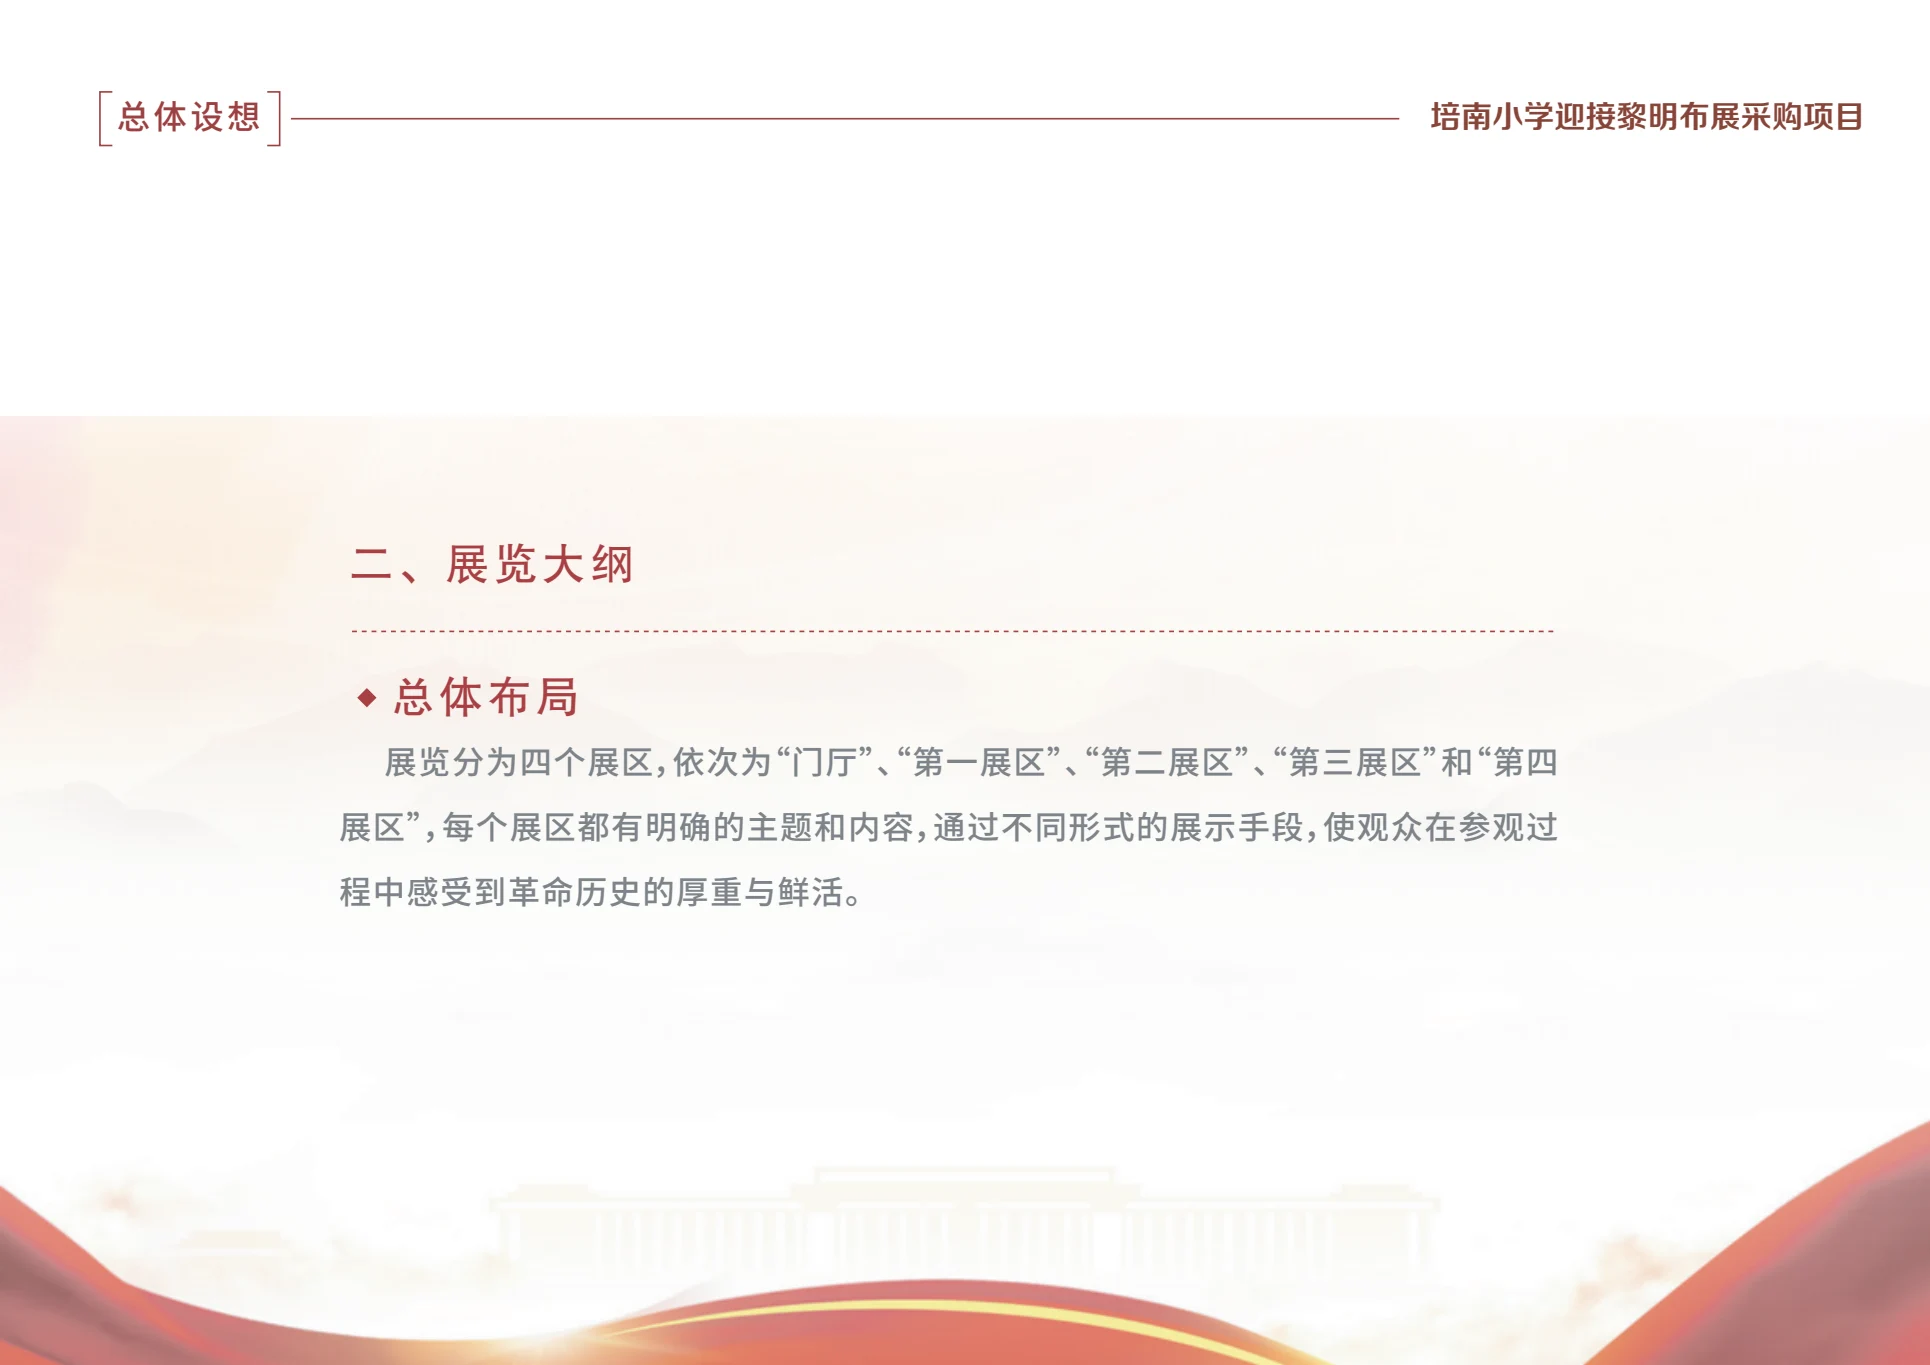 总体设想
培南小学迎接黎明布展采购项目
二、展览大纲
◆ 总体布局
展览分为四个展区，依次为“门厅”、“第一展区”、“第二展区”、“第三展区”和“第四
展区”，每个展区都有明确的主题和内容，通过不同形式的展示手段，使观众在参观过
程中感受到革命历史的厚重与鲜活。